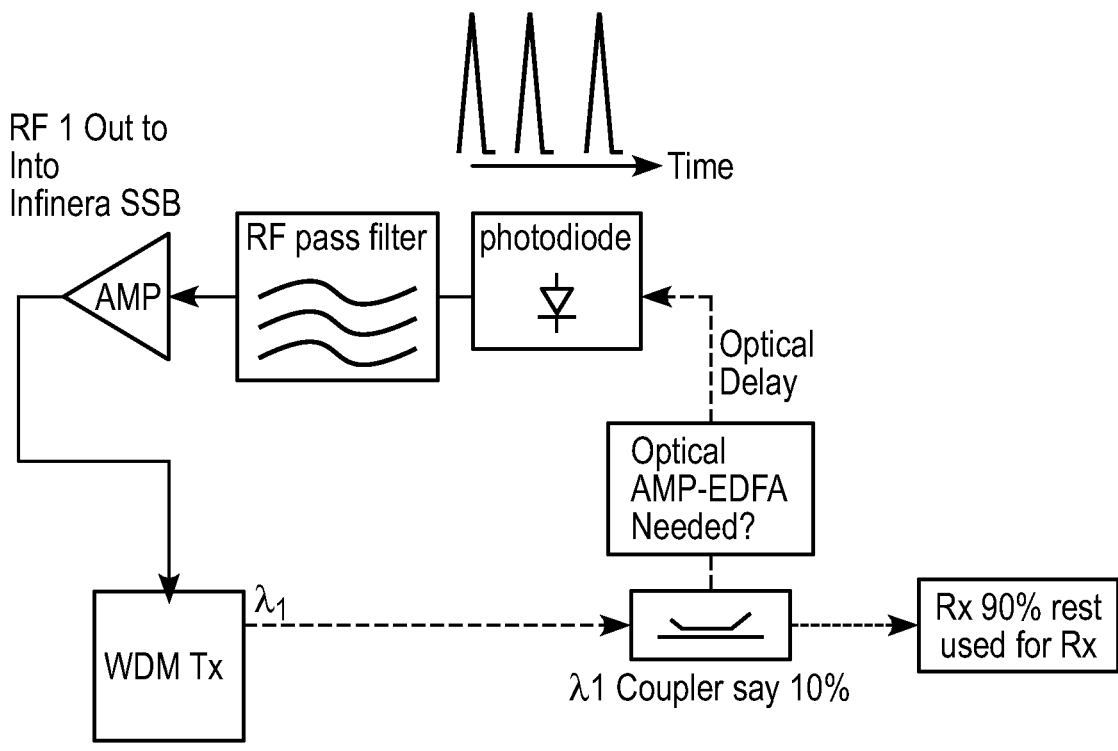 RF 1 Out to
Into
Infinera SSB
Time
AMP
RF pass filter
photodiode
Optical
Delay
Optical
AMP-EDFA
Needed?
WDM Tx
λ1
λ1 Coupler say 10%
Rx 90% rest
used for Rx